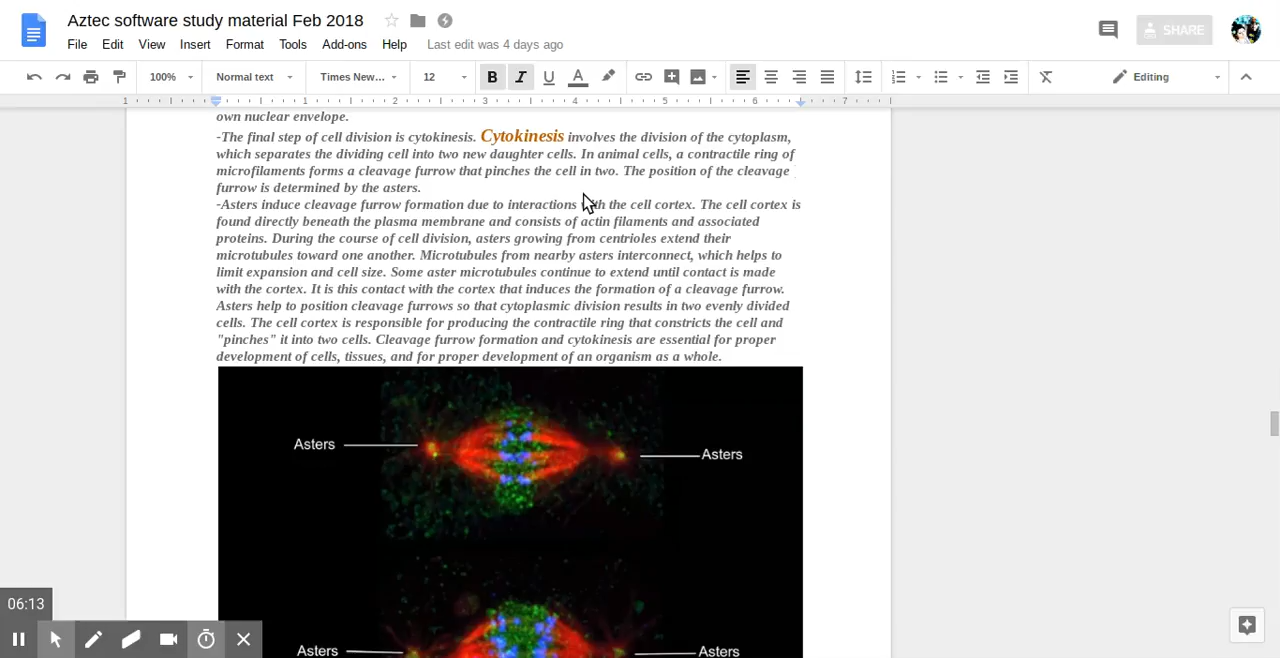 Aztec software study material Feb 2018
SHARE
File Edit View Insert Format Tools Add-ons Help Last edit was 4 days ago
100% Normal text Times New... 12 B I U A Editing
1 1 2 3 4 5 6 7
own nuclear envelope.
-The final step of cell division is cytokinesis. Cytokinesis involves the division of the cytoplasm,
which separates the dividing cell into two new daughter cells. In animal cells, a contractile ring of
microfilaments forms a cleavage furrow that pinches the cell in two. The position of the cleavage
furrow is determined by the asters.
-Asters induce cleavage furrow formation due to interactions with the cell cortex. The cell cortex is
found directly beneath the plasma membrane and consists of actin filaments and associated
proteins. During the course of cell division, asters growing from centrioles extend their
microtubules toward one another. Microtubules from nearby asters interconnect, which helps to
limit expansion and cell size. Some aster microtubules continue to extend until contact is made
with the cortex. It is this contact with the cortex that induces the formation of a cleavage furrow.
Asters help to position cleavage furrows so that cytoplasmic division results in two evenly divided
cells. The cell cortex is responsible for producing the contractile ring that constricts the cell and
"pinches" it into two cells. Cleavage furrow formation and cytokinesis are essential for proper
development of cells, tissues, and for proper development of an organism as a whole.
Asters
Asters
Asters
Asters
06:13